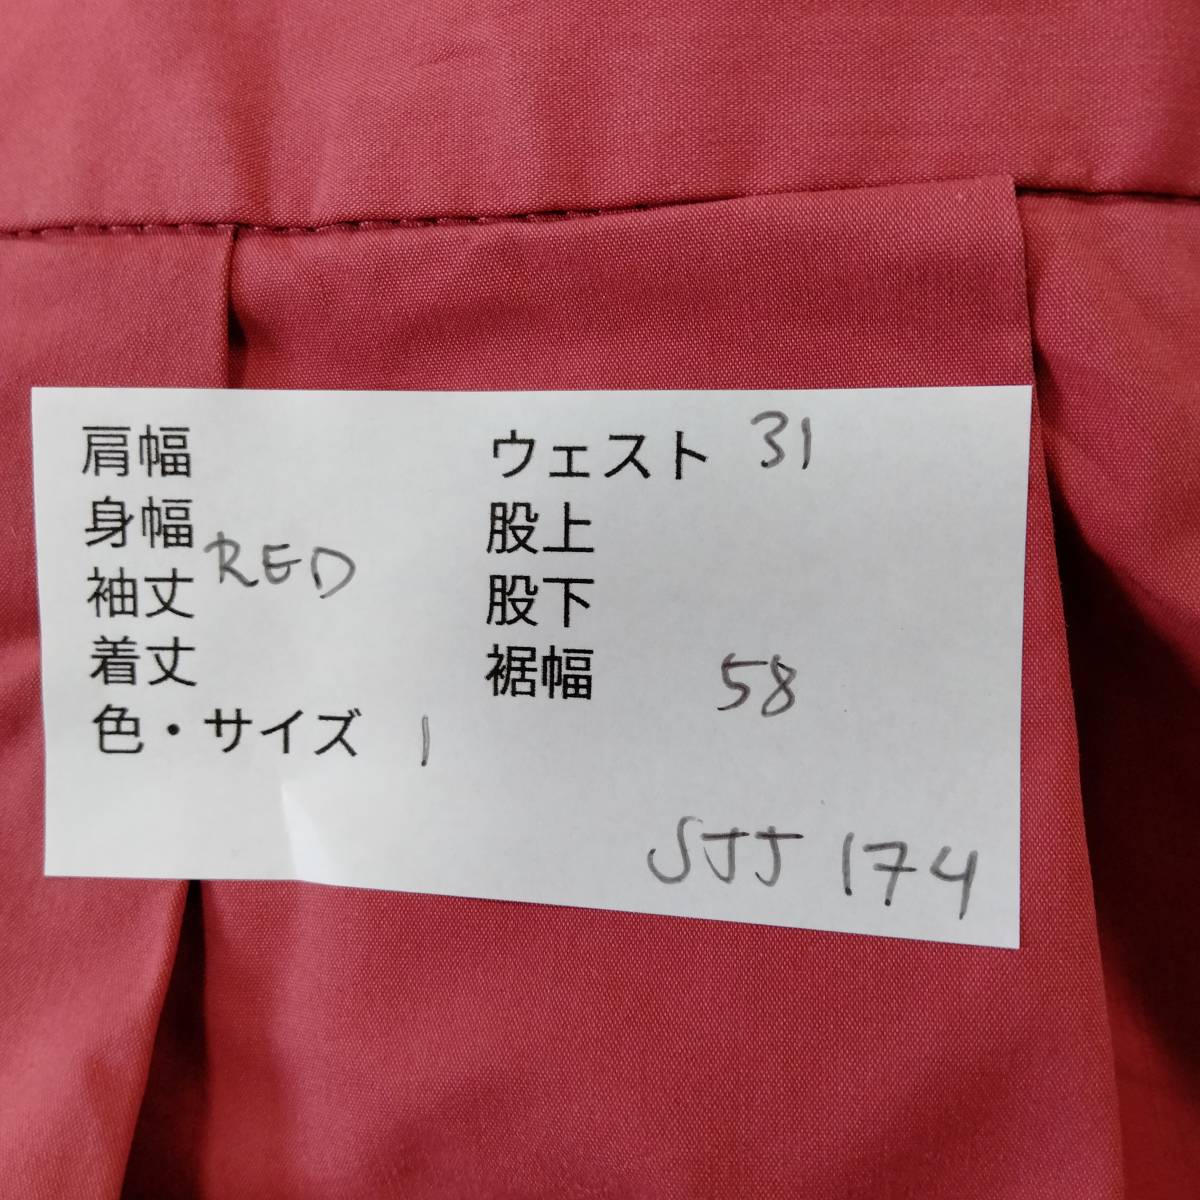 肩幅
身幅
RED
袖丈
着丈
色・サイズ 1
ウェスト 31
股上
股下
裾幅 58
SJJ 174